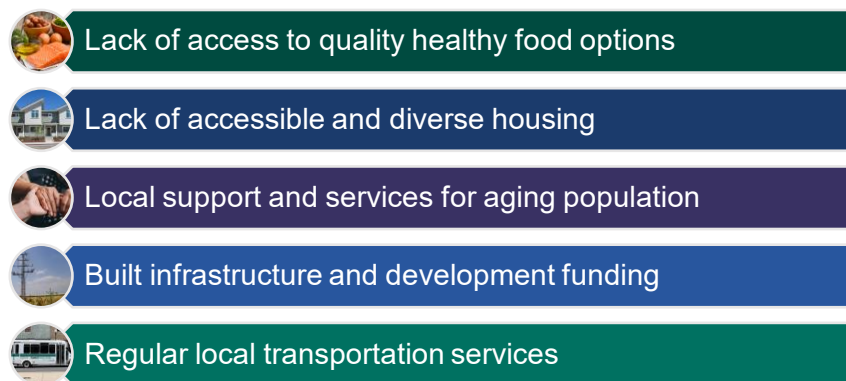 Lack of access to quality healthy food options
Lack of accessible and diverse housing
Local support and services for aging population
Built infrastructure and development funding
Regular local transportation services